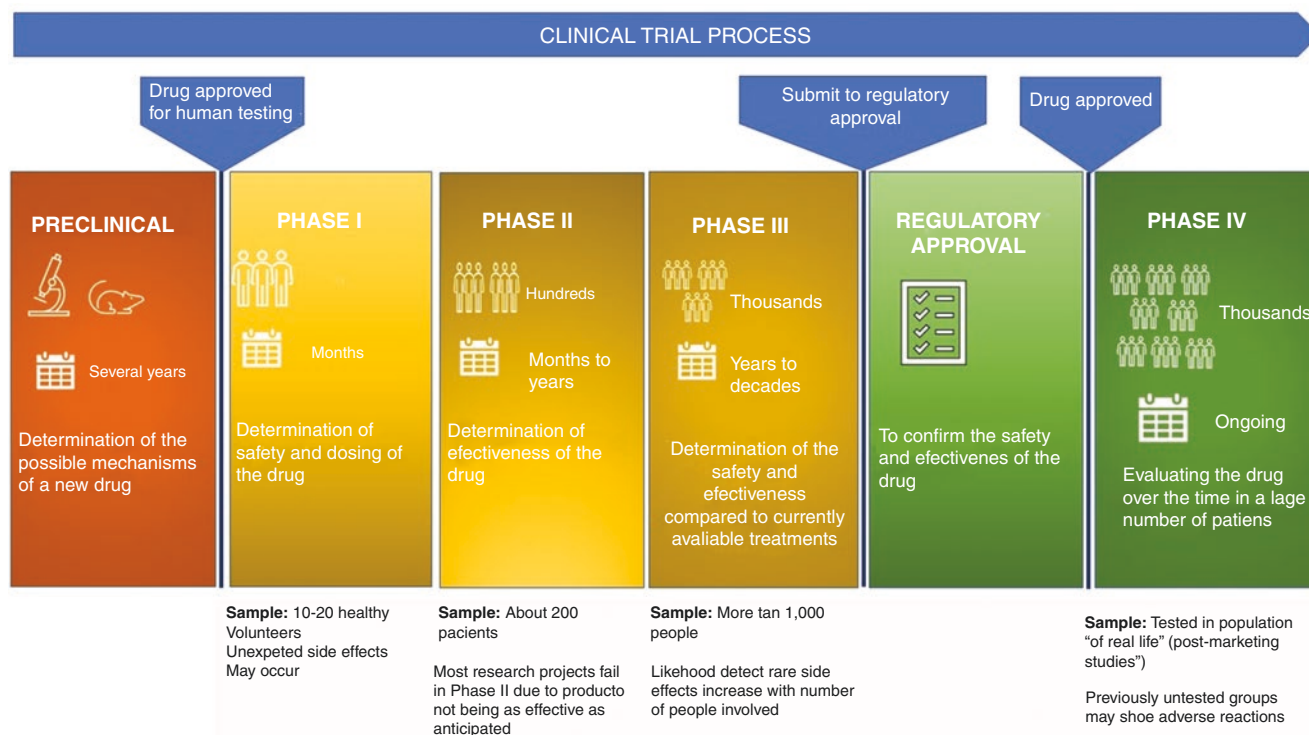 CLINICAL TRIAL PROCESS
Drug approved
for human testing
Submit to regulatory
approval
Drug approved
PRECLINICAL
Several years
Determination of the
possible mechanisms
of a new drug
PHASE I
Months
Determination of
safety and dosing of
the drug
PHASE II
Hundreds
Months to
years
Determination of
efectiveness of the
drug
PHASE III
Thousands
Years to
decades
Determination of the
safety and
efectiveness
compared to currently
avaliable treatments
REGULATORY
APPROVAL
To confirm the safety
and efectivenes of the
drug
PHASE IV
Thousands
Ongoing
Evaluating the drug
over the time in a lage
number of patiens
Sample: 10-20 healthy
Volunteers
Unexpeted side effects
May occur
Sample: About 200
pacients
Most research projects fail
in Phase II due to producto
not being as effective as
anticipated
Sample: More tan 1,000
people
Likehood detect rare side
effects increase with number
of people involved
Sample: Tested in population
“of real life” (post-marketing
studies”)
Previously untested groups
may shoe adverse reactions